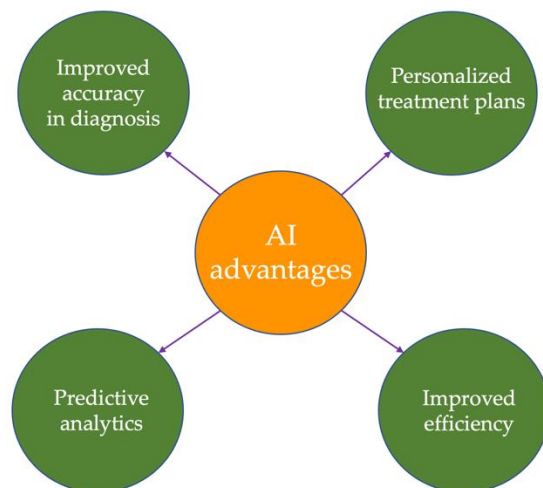 Improved
accuracy
in diagnosis
Personalized
treatment plans
AI
advantages
Predictive
analytics
Improved
efficiency